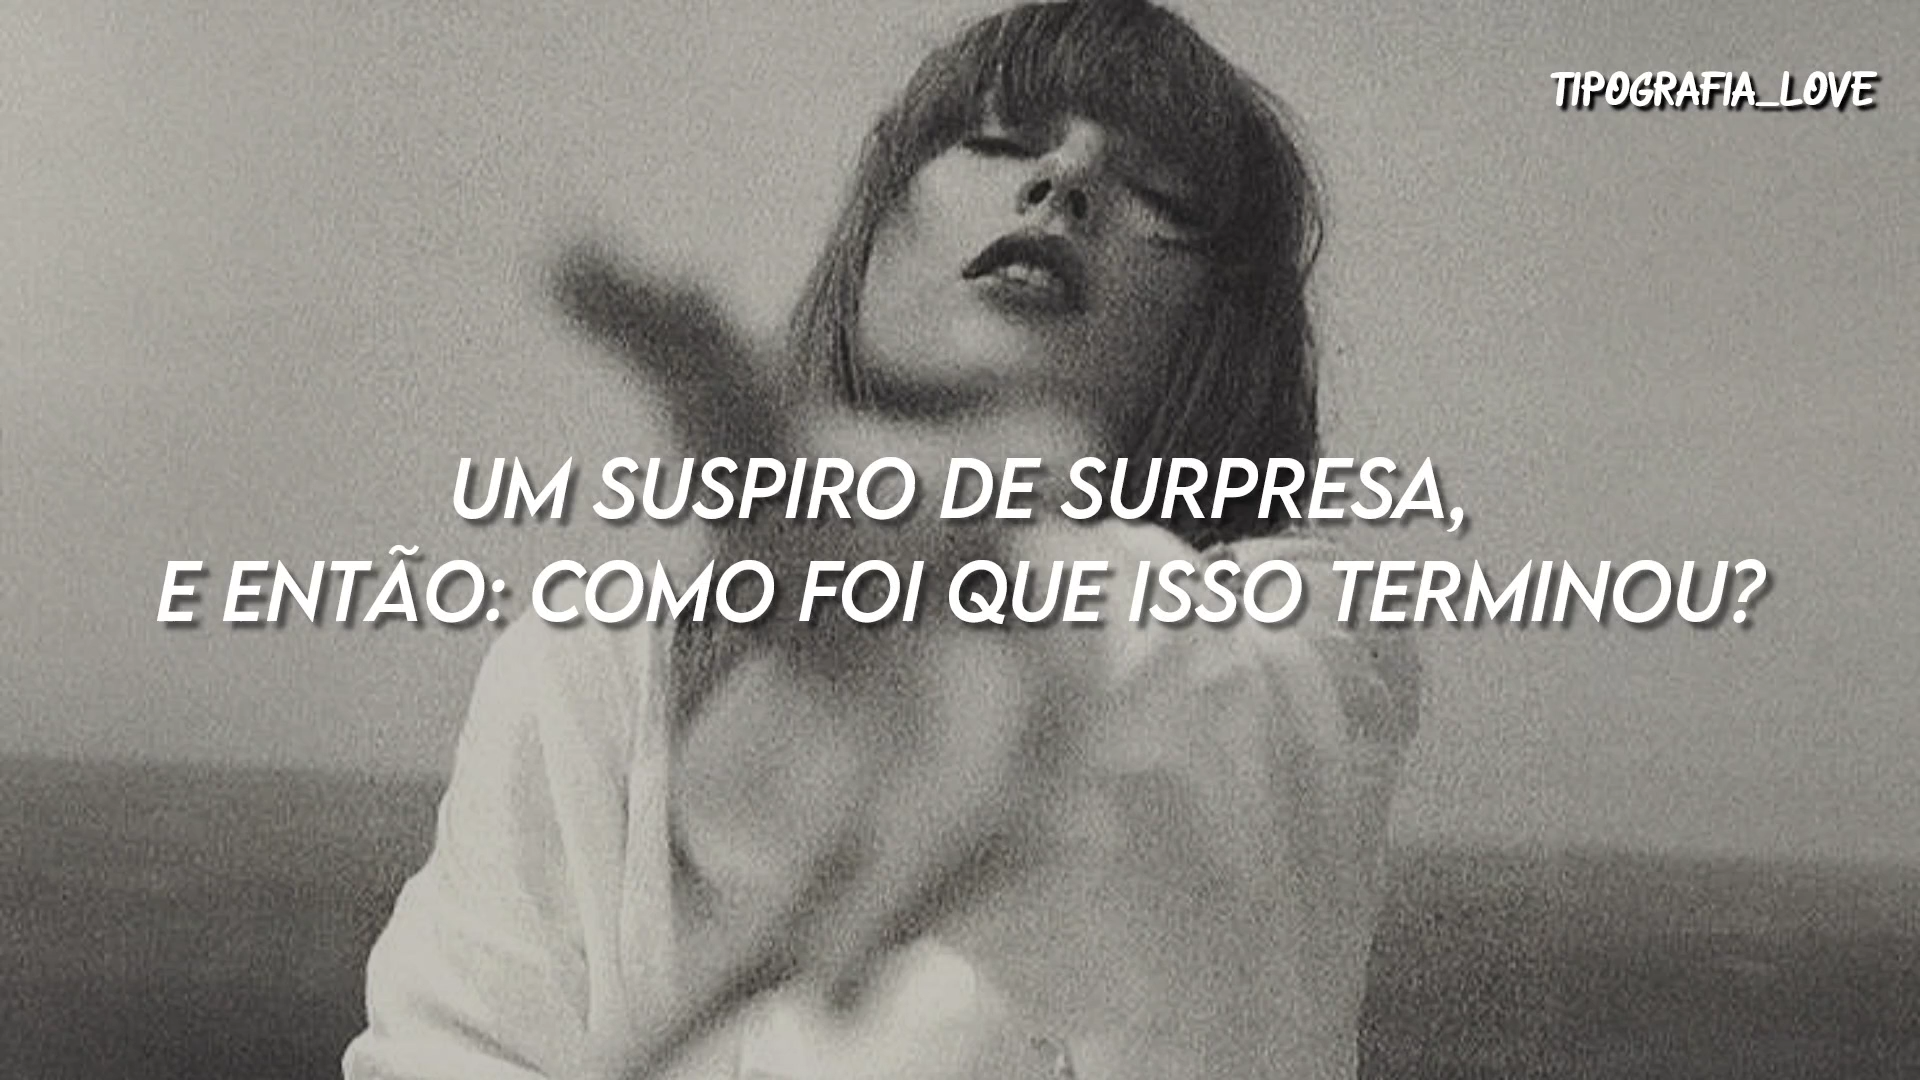 TIPOGRAFIA_LOVE
UM SUSPIRO DE SURPRESA,
E ENTÃO: COMO FOI QUE ISSO TERMINOU?